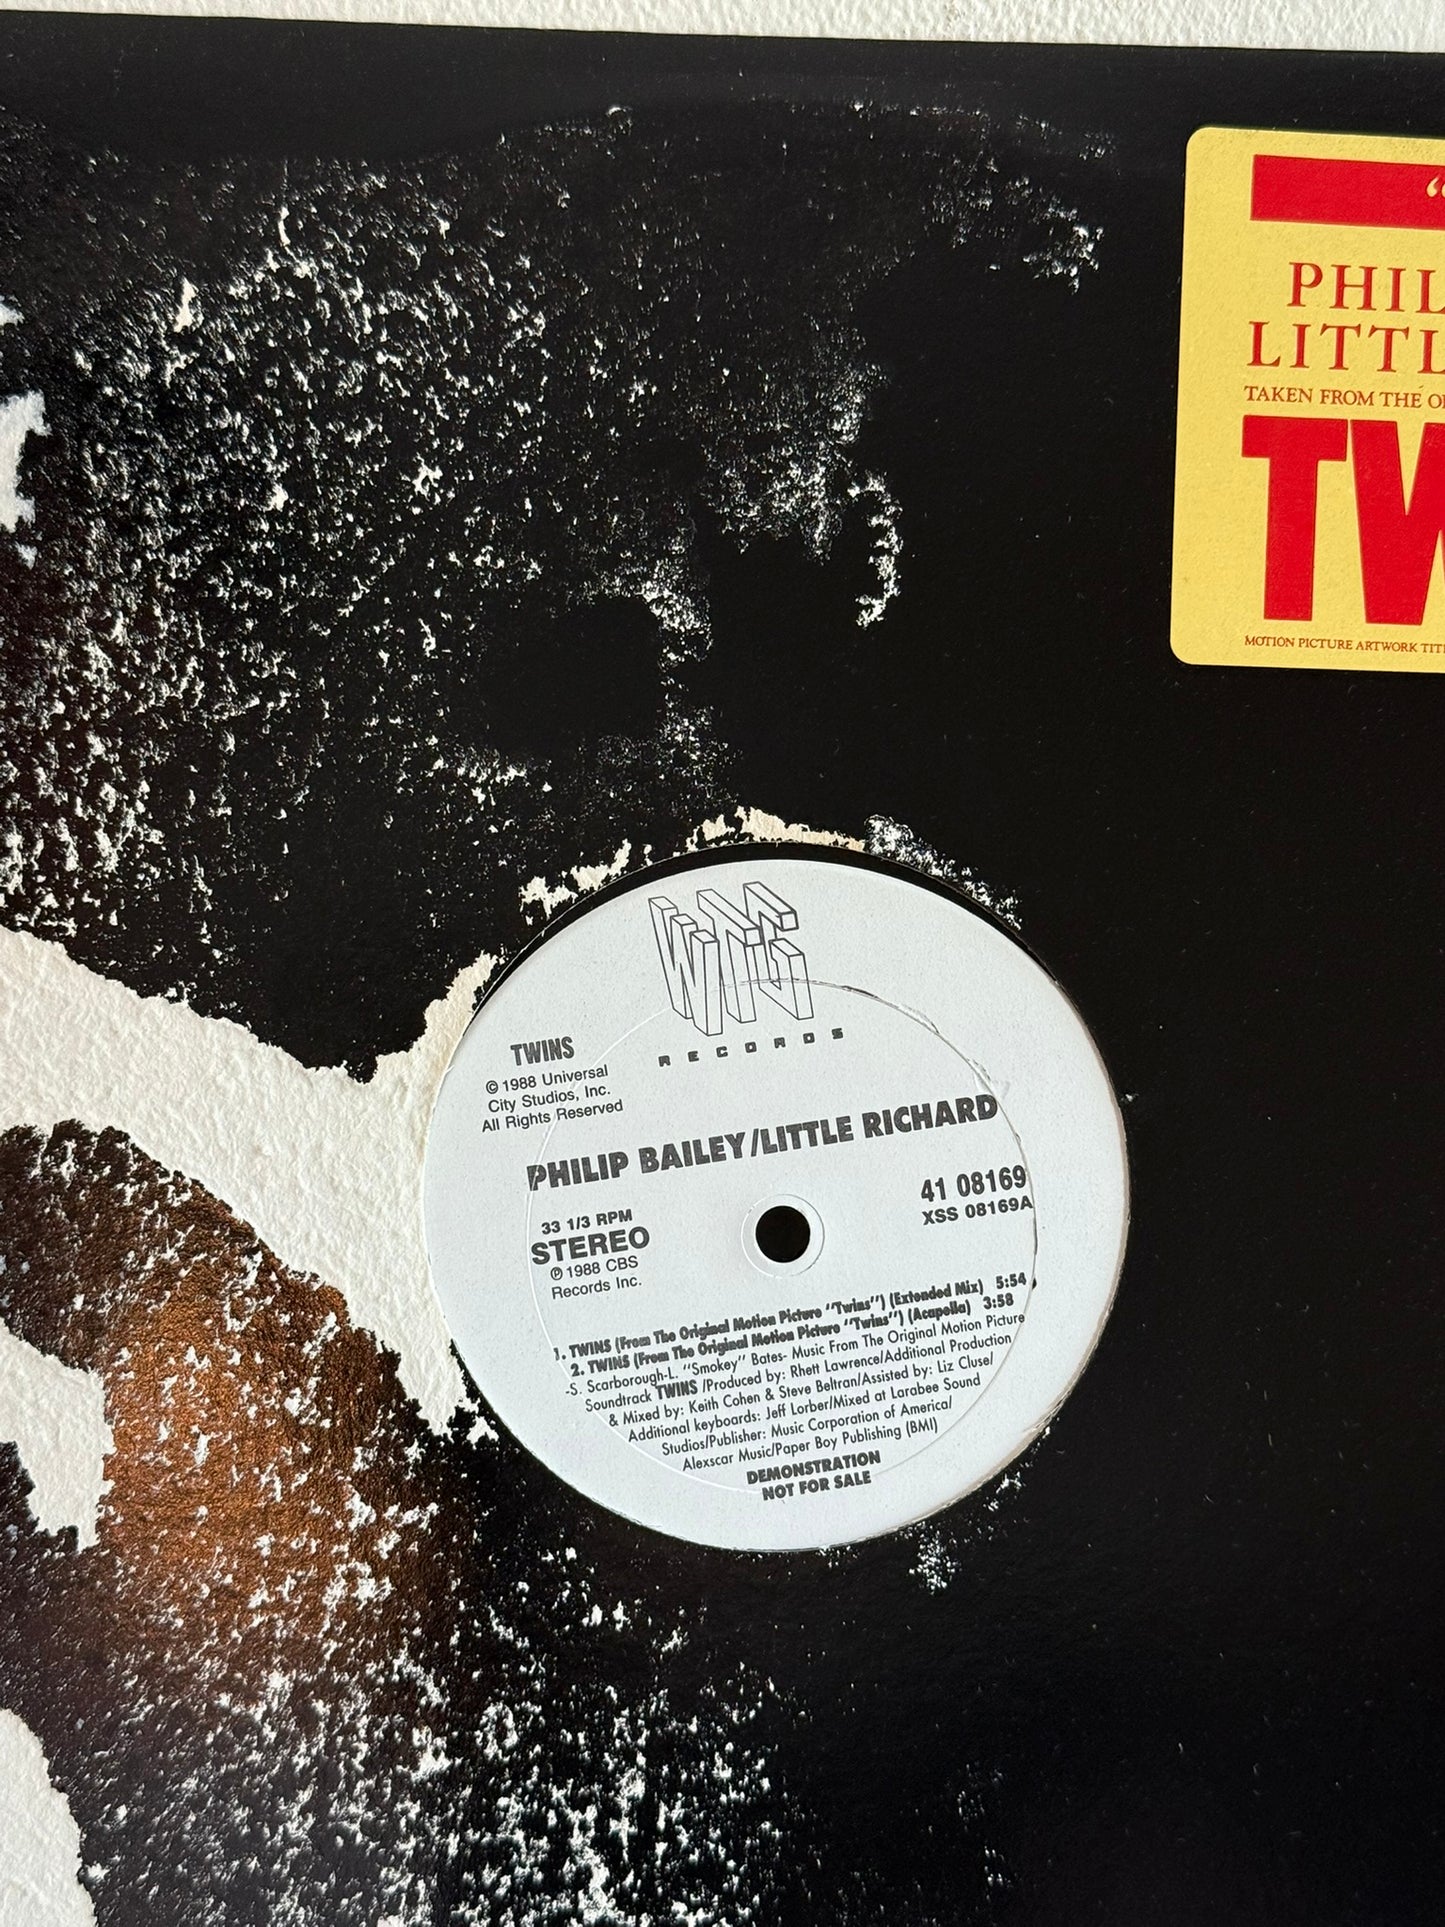 “
PHIL
LITTL
TAKEN FROM THE O
TW
MOTION PICTURE ARTWORK TIT
WTG
RECORDS
TWINS
© 1988 Universal
City Studios, Inc.
All Rights Reserved
PHILIP BAILEY/LITTLE RICHARD
33 1/3 RPM
STEREO
℗ 1988 CBS
Records Inc.
41 08169
XSS 08169A
1. TWINS (From The Original Motion Picture "Twins") (Extended Mix) 5:54
2. TWINS (From The Original Motion Picture "Twins") (Acapella) 3:58
-S. Scarborough-L. "Smokey" Bates- Music From The Original Motion Picture
Soundtrack TWINS /Produced by: Rhett Lawrence/Additional Production
& Mixed by: Keith Cohen & Steve Beltran/Assisted by: Liz Cluse/
Additional keyboards: Jeff Lorber/Mixed at Larabee Sound
Studios/Publisher: Music Corporation of America/
Alexscar Music/Paper Boy Publishing (BMI)
DEMONSTRATION
NOT FOR SALE